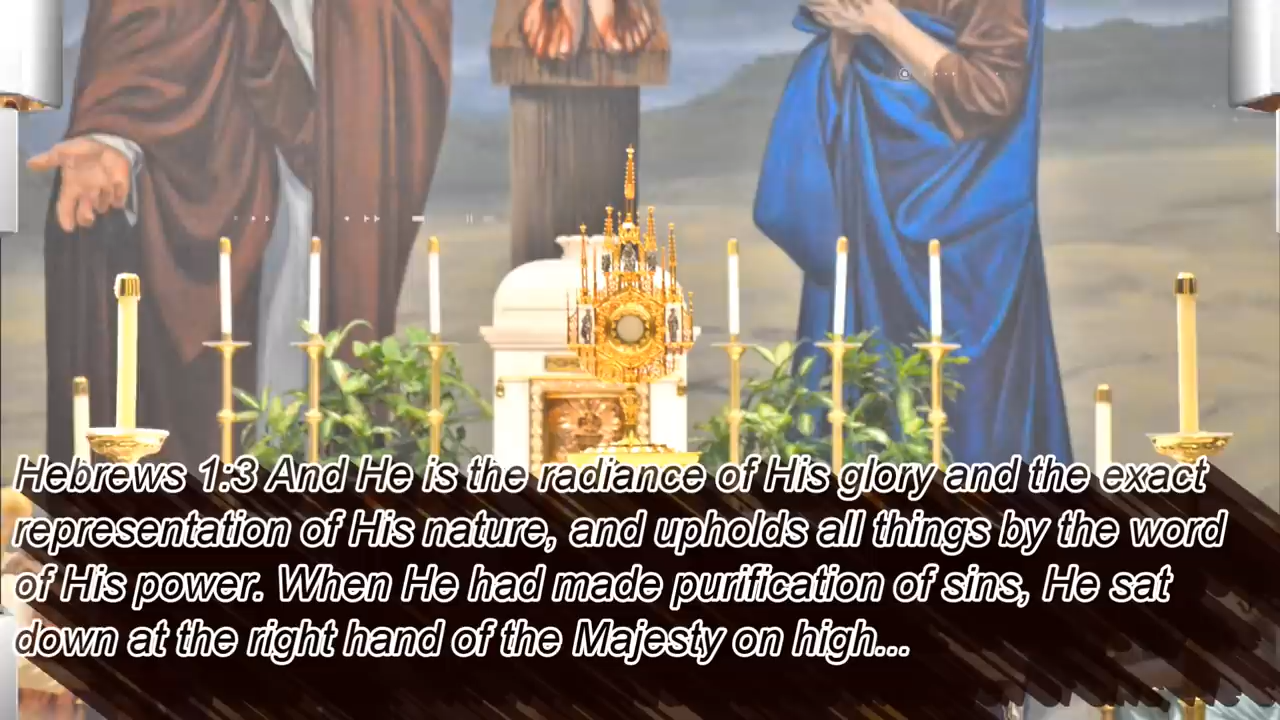 Hebrews 1:3 And He is the radiance of His glory and the exact
representation of His nature, and upholds all things by the word
of His power. When He had made purification of sins, He sat
down at the right hand of the Majesty on high...